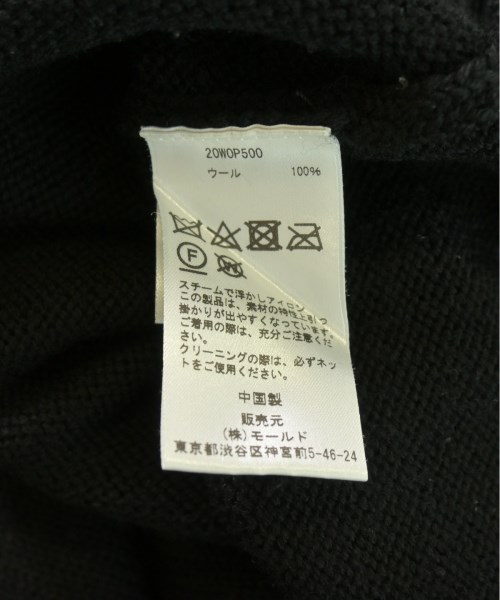 20WOP500
ウール 100%
F
W
スチームで浮かしアイロン
この製品は、素材の特性上引っ
掛かりが出やすくなっています。
ご着用の際は、充分ご注意くだ
さい。
クリーニングの際は、必ずネッ
トをご使用ください。
中国製
販売元
(株)モールド
東京都渋谷区神宮前5-46-24